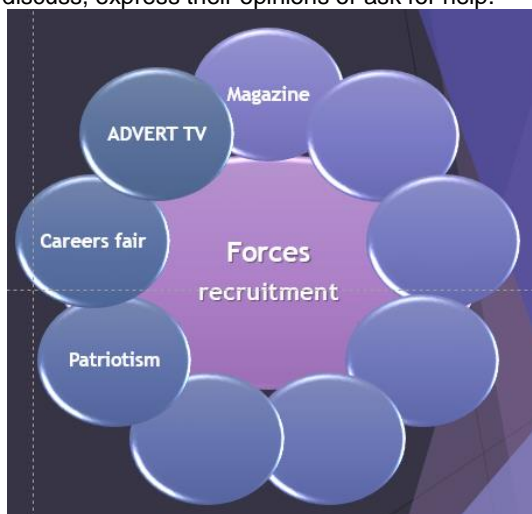 discuss, express their opinions or ask for help.
Magazine
ADVERT TV
Careers fair
Forces
recruitment
Patriotism